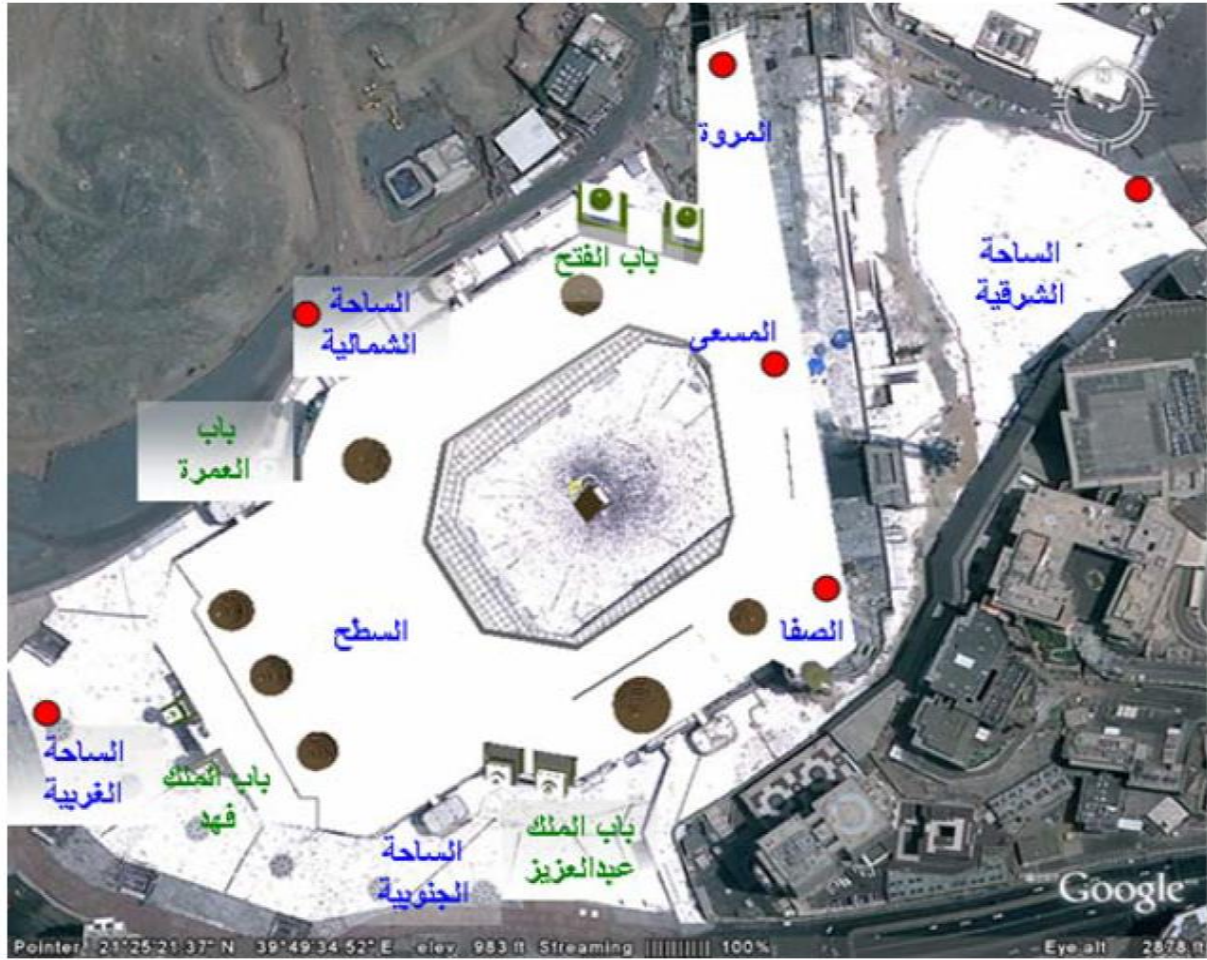 المروة
الساحة
الشرقية
باب الفتح
الساحة
الشمالية
المسعى
باب
العمرة
السطح
الصفا
الساحة
الغربية
باب الملك
فهد
الساحة
الجنوبية
باب الملك
عبدالعزيز
N
Google
Pointer 21°25'21.37" N 39°49'34.52" E elev 983 ft Streaming 100% Eye alt 2878 ft